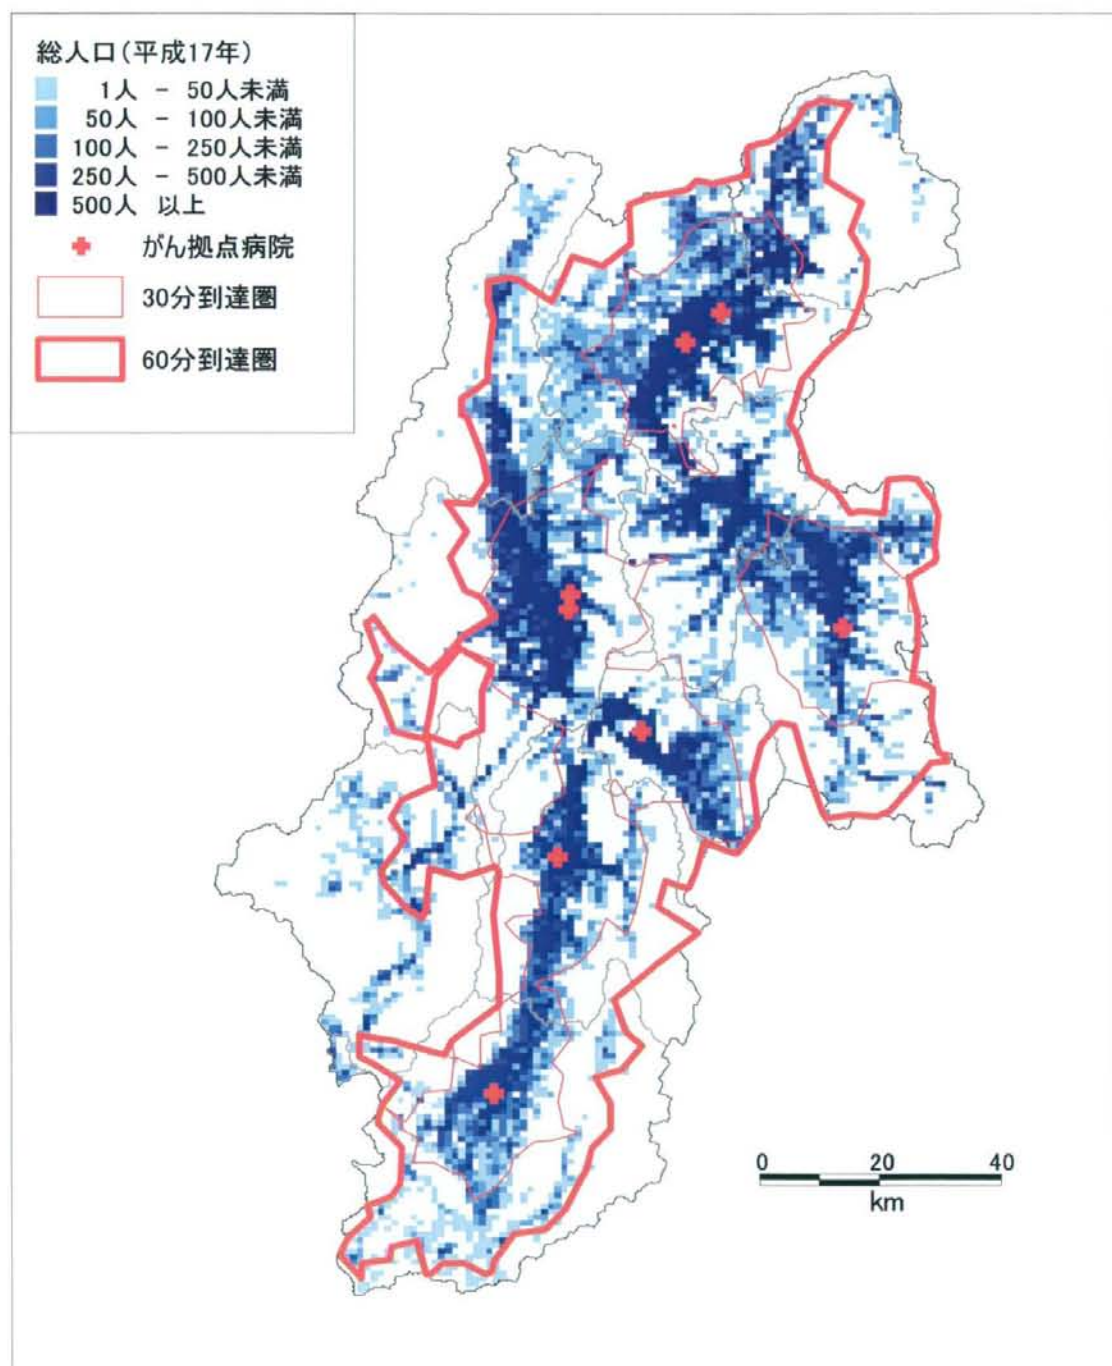 総人口(平成17年)
1人 - 50人未満
50人 - 100人未満
100人 - 250人未満
250人 - 500人未満
500人 以上
がん拠点病院
30分到達圏
60分到達圏
0 20 40
km